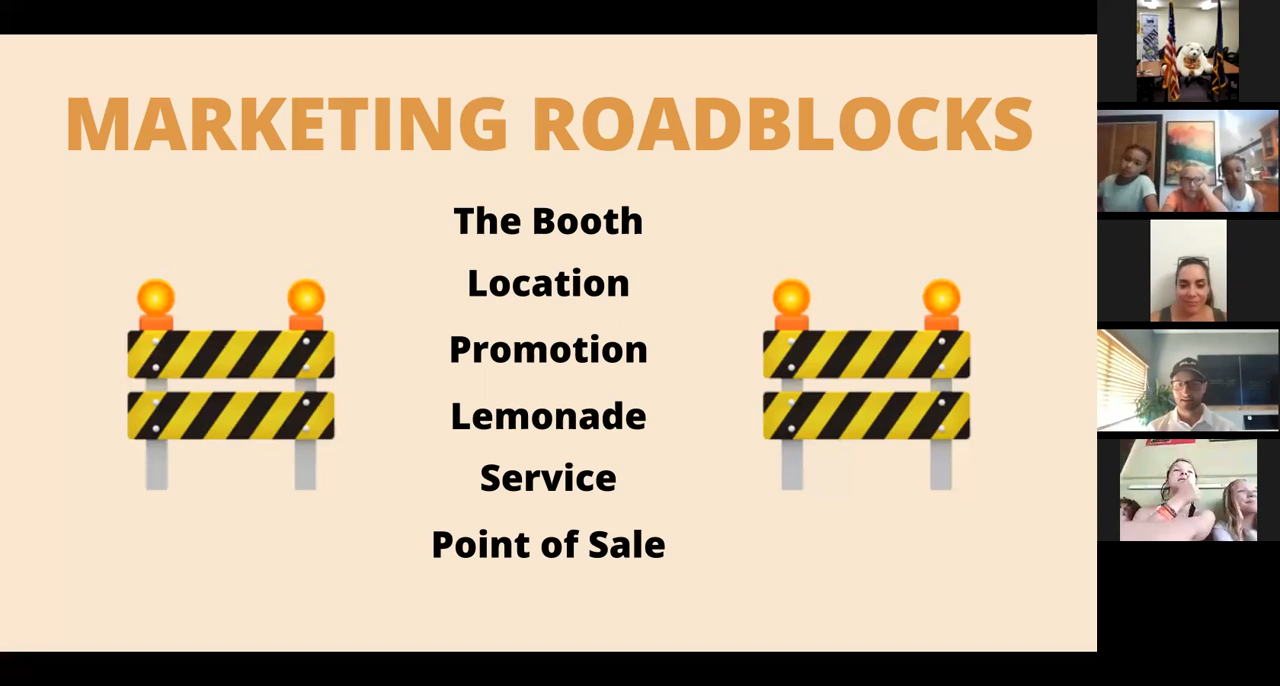 MARKETING ROADBLOCKS
The Booth
Location
Promotion
Lemonade
Service
Point of Sale